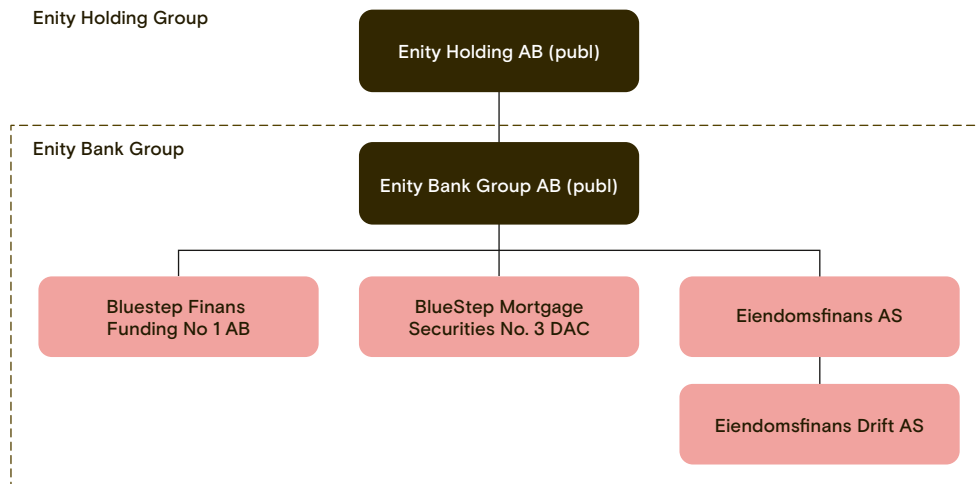 Enity Holding Group
Enity Holding AB (publ)
Enity Bank Group
Enity Bank Group AB (publ)
Bluestep Finans
Funding No 1 AB
BlueStep Mortgage
Securities No. 3 DAC
Eiendomsfinans AS
Eiendomsfinans Drift AS